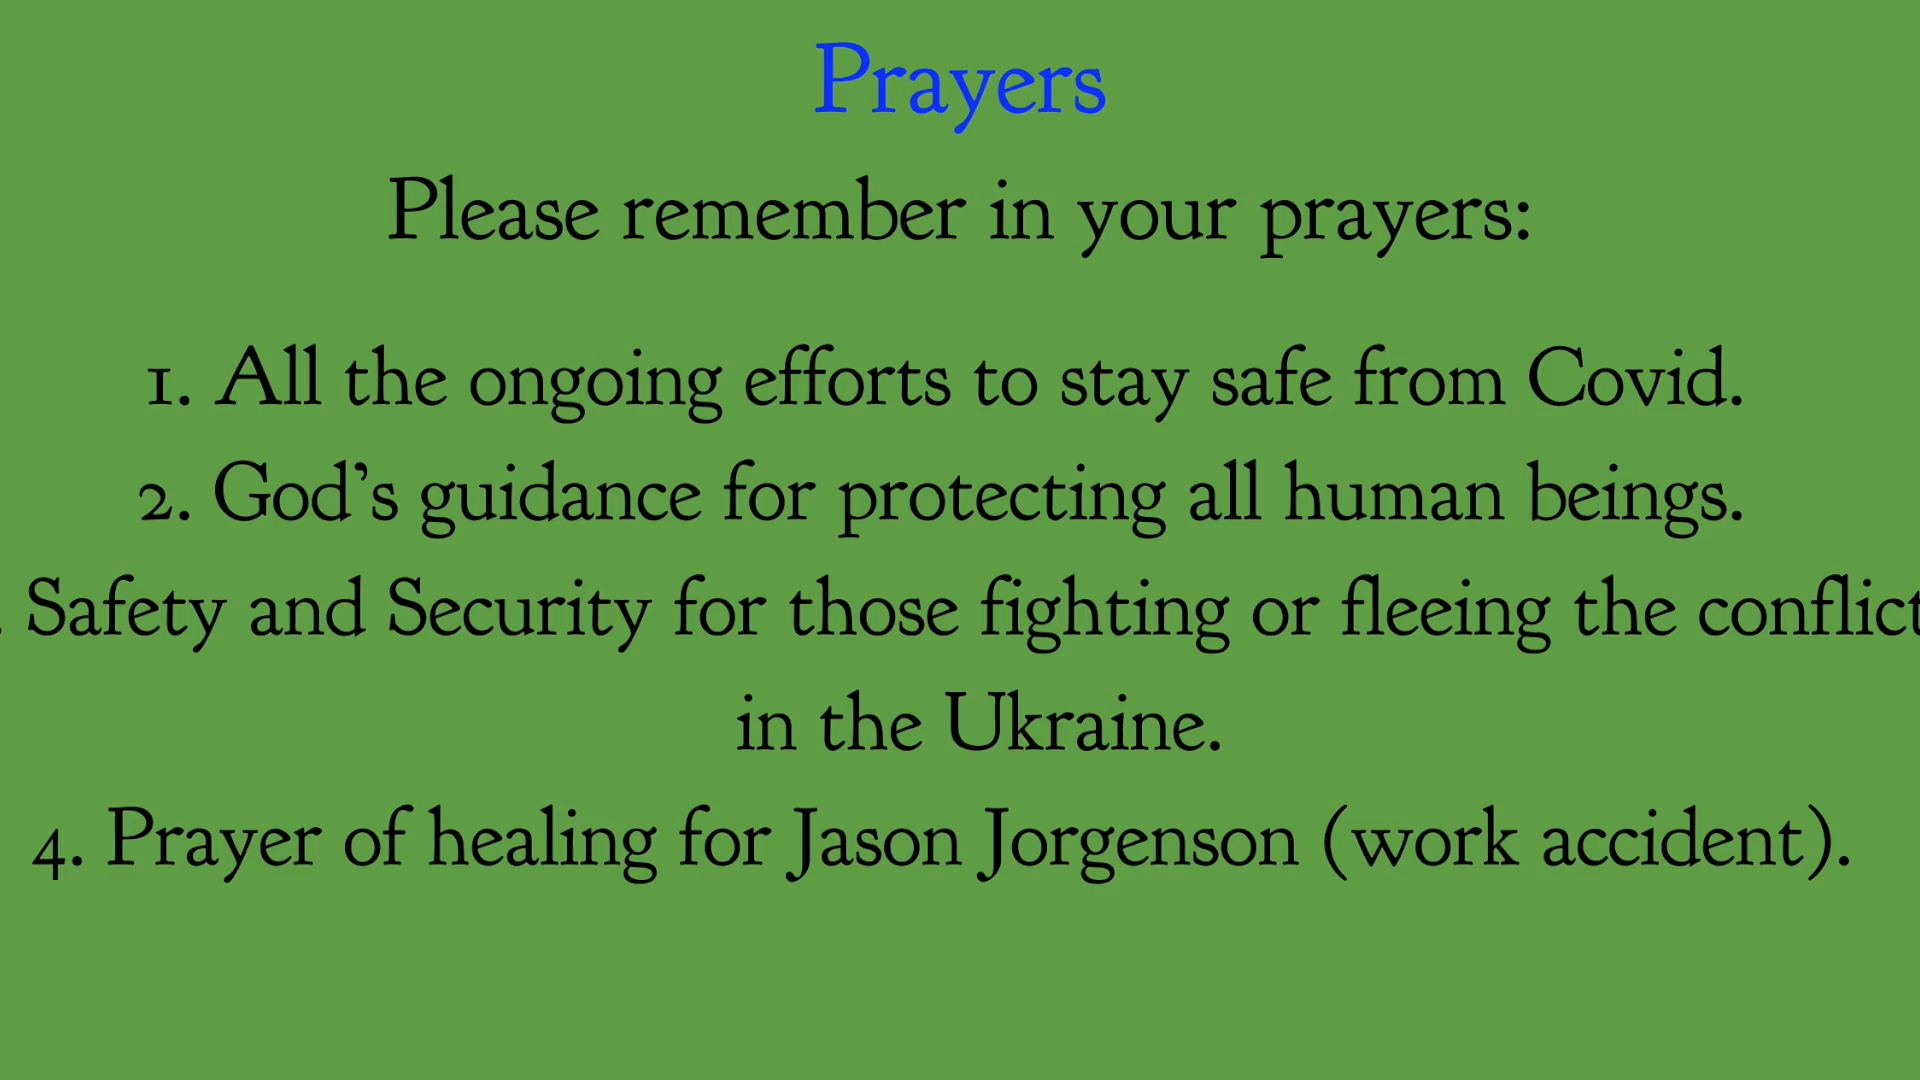 Prayers
Please remember in your prayers:
1. All the ongoing efforts to stay safe from Covid.
2. God’s guidance for protecting all human beings.
. Safety and Security for those fighting or fleeing the conflict
in the Ukraine.
4. Prayer of healing for Jason Jorgenson (work accident).